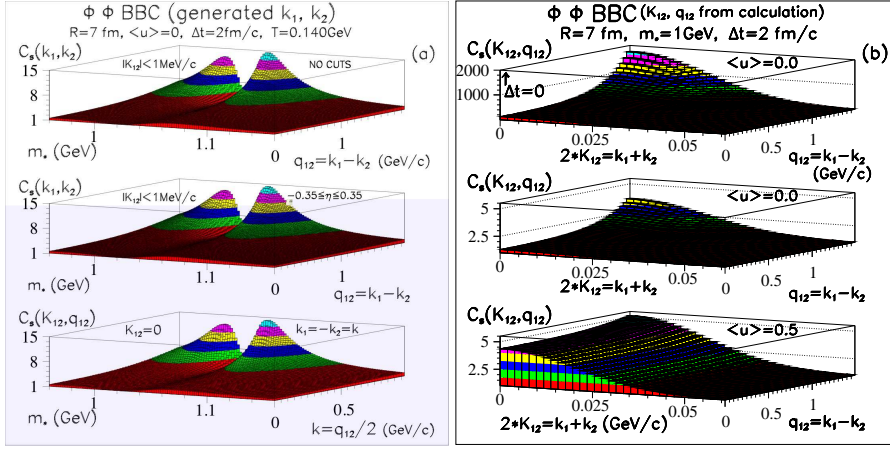 ϕ ϕ BBC (generated k₁, k₂)
R=7 fm, <u>=0, Δt=2fm/c, T=0.140GeV
(a)
Cₛ(k₁,k₂)
|K₁₂|<1MeV/c
NO CUTS
15
8
1
1
1.1
0
1
m* (GeV)
q₁₂=k₁−k₂ (GeV/c)
Cₛ(k₁,k₂)
|K₁₂|<1MeV/c
−0.35≤η≤0.35
15
8
1
1
1.1
0
1
m* (GeV)
q₁₂=k₁−k₂
Cₛ(K₁₂,q₁₂)
K₁₂=0
k₁=−k₂=k
15
8
1
1
1.1
0
0.5
m* (GeV)
k=q₁₂/2 (GeV/c)
ϕ ϕ BBC (K₁₂, q₁₂ from calculation)
R=7 fm, m*=1GeV, Δt=2 fm/c
(b)
Cₛ(K₁₂,q₁₂)
<u>=0.0
2000
Δt=0
1000
0
0.025
0.05
0
0.5
1
2*K₁₂=k₁+k₂
q₁₂=k₁−k₂
(GeV/c)
Cₛ(K₁₂,q₁₂)
<u>=0.0
5
2.5
0
0.025
0.05
0
0.5
1
2*K₁₂=k₁+k₂
q₁₂=k₁−k₂
Cₛ(K₁₂,q₁₂)
<u>=0.5
5
2.5
0
0.025
0.05
0
0.5
1
2*K₁₂=k₁+k₂ (GeV/c)
q₁₂=k₁−k₂